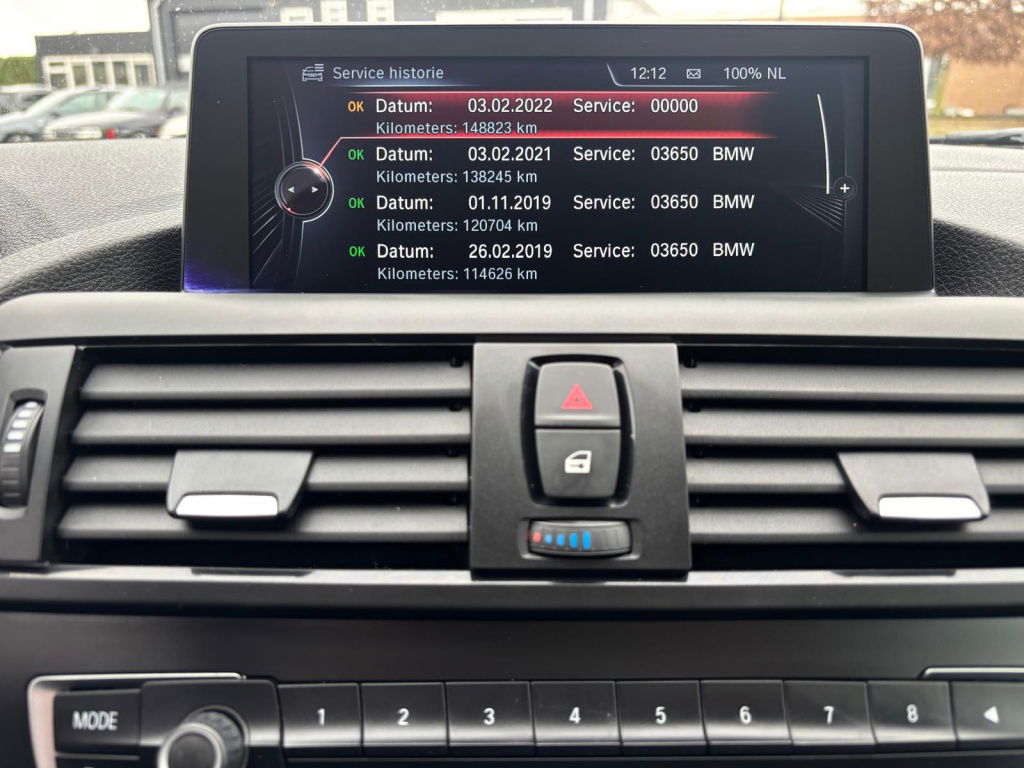 Service historie 12:12 100% NL
OK Datum: 03.02.2022 Service: 00000
Kilometers: 148823 km
OK Datum: 03.02.2021 Service: 03650 BMW
Kilometers: 138245 km
OK Datum: 01.11.2019 Service: 03650 BMW
Kilometers: 120704 km
OK Datum: 26.02.2019 Service: 03650 BMW
Kilometers: 114626 km
MODE 1 2 3 4 5 6 7 8